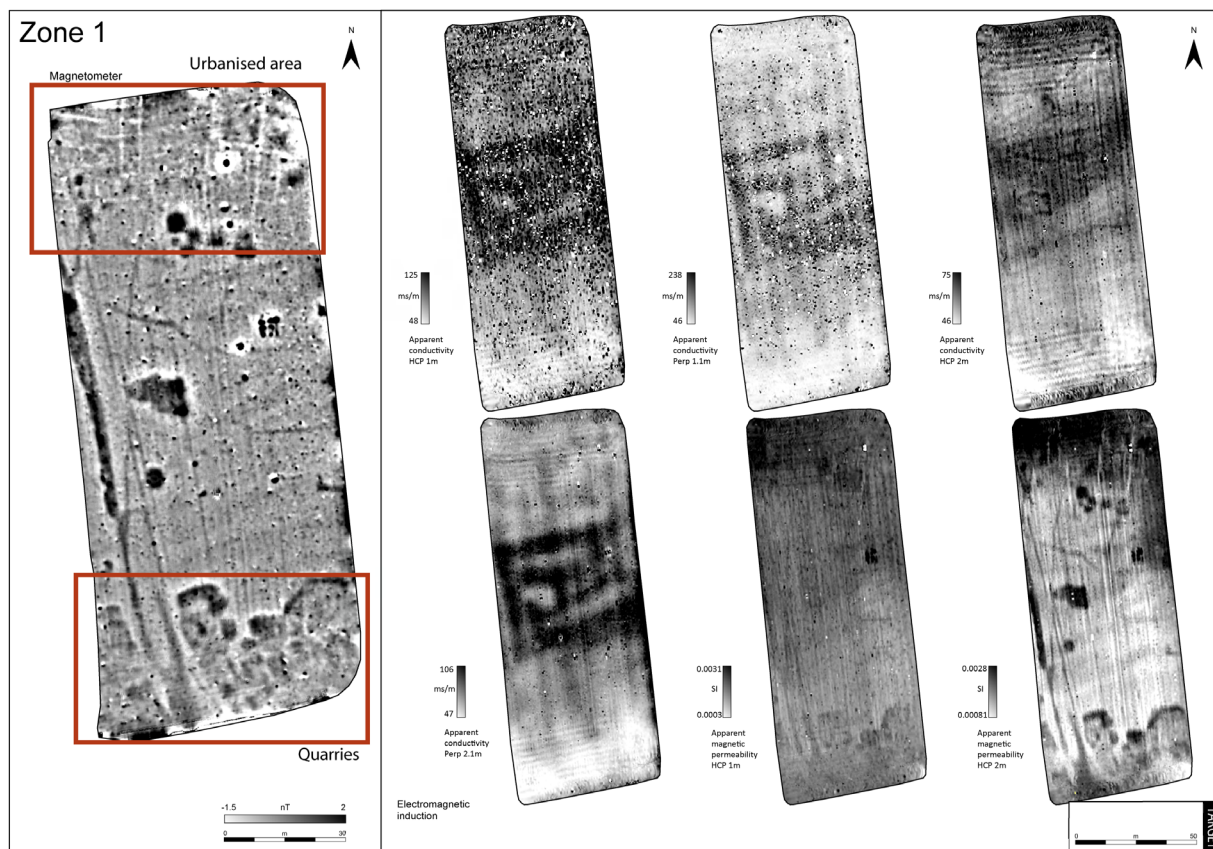 Zone 1
N
Urbanised area
Magnetometer
Quarries
-1.5 nT 2
0 m 30
N
125
ms/m
48
Apparent
conductivity
HCP 1m
238
ms/m
46
Apparent
conductivity
Perp 1.1m
75
ms/m
46
Apparent
conductivity
HCP 2m
106
ms/m
47
Apparent
conductivity
Perp 2.1m
0.0031
SI
0.0003
Apparent
magnetic
permeability
HCP 1m
0.0028
SI
0.00081
Apparent
magnetic
permeability
HCP 2m
Electromagnetic
induction
0 m 50
TARGET